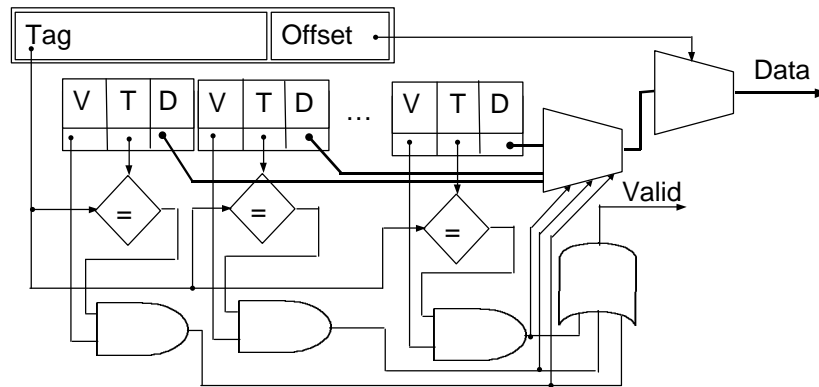 Tag Offset
Data
V T D V T D … V T D
Valid
= = =